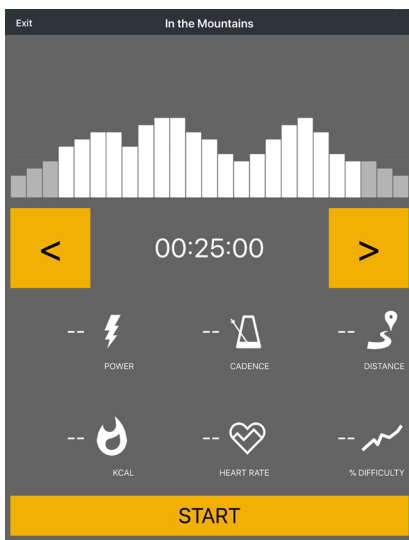 Exit In the Mountains
< 00:25:00 >
-- -- --
POWER CADENCE DISTANCE
-- -- --
KCAL HEART RATE % DIFFICULTY
START